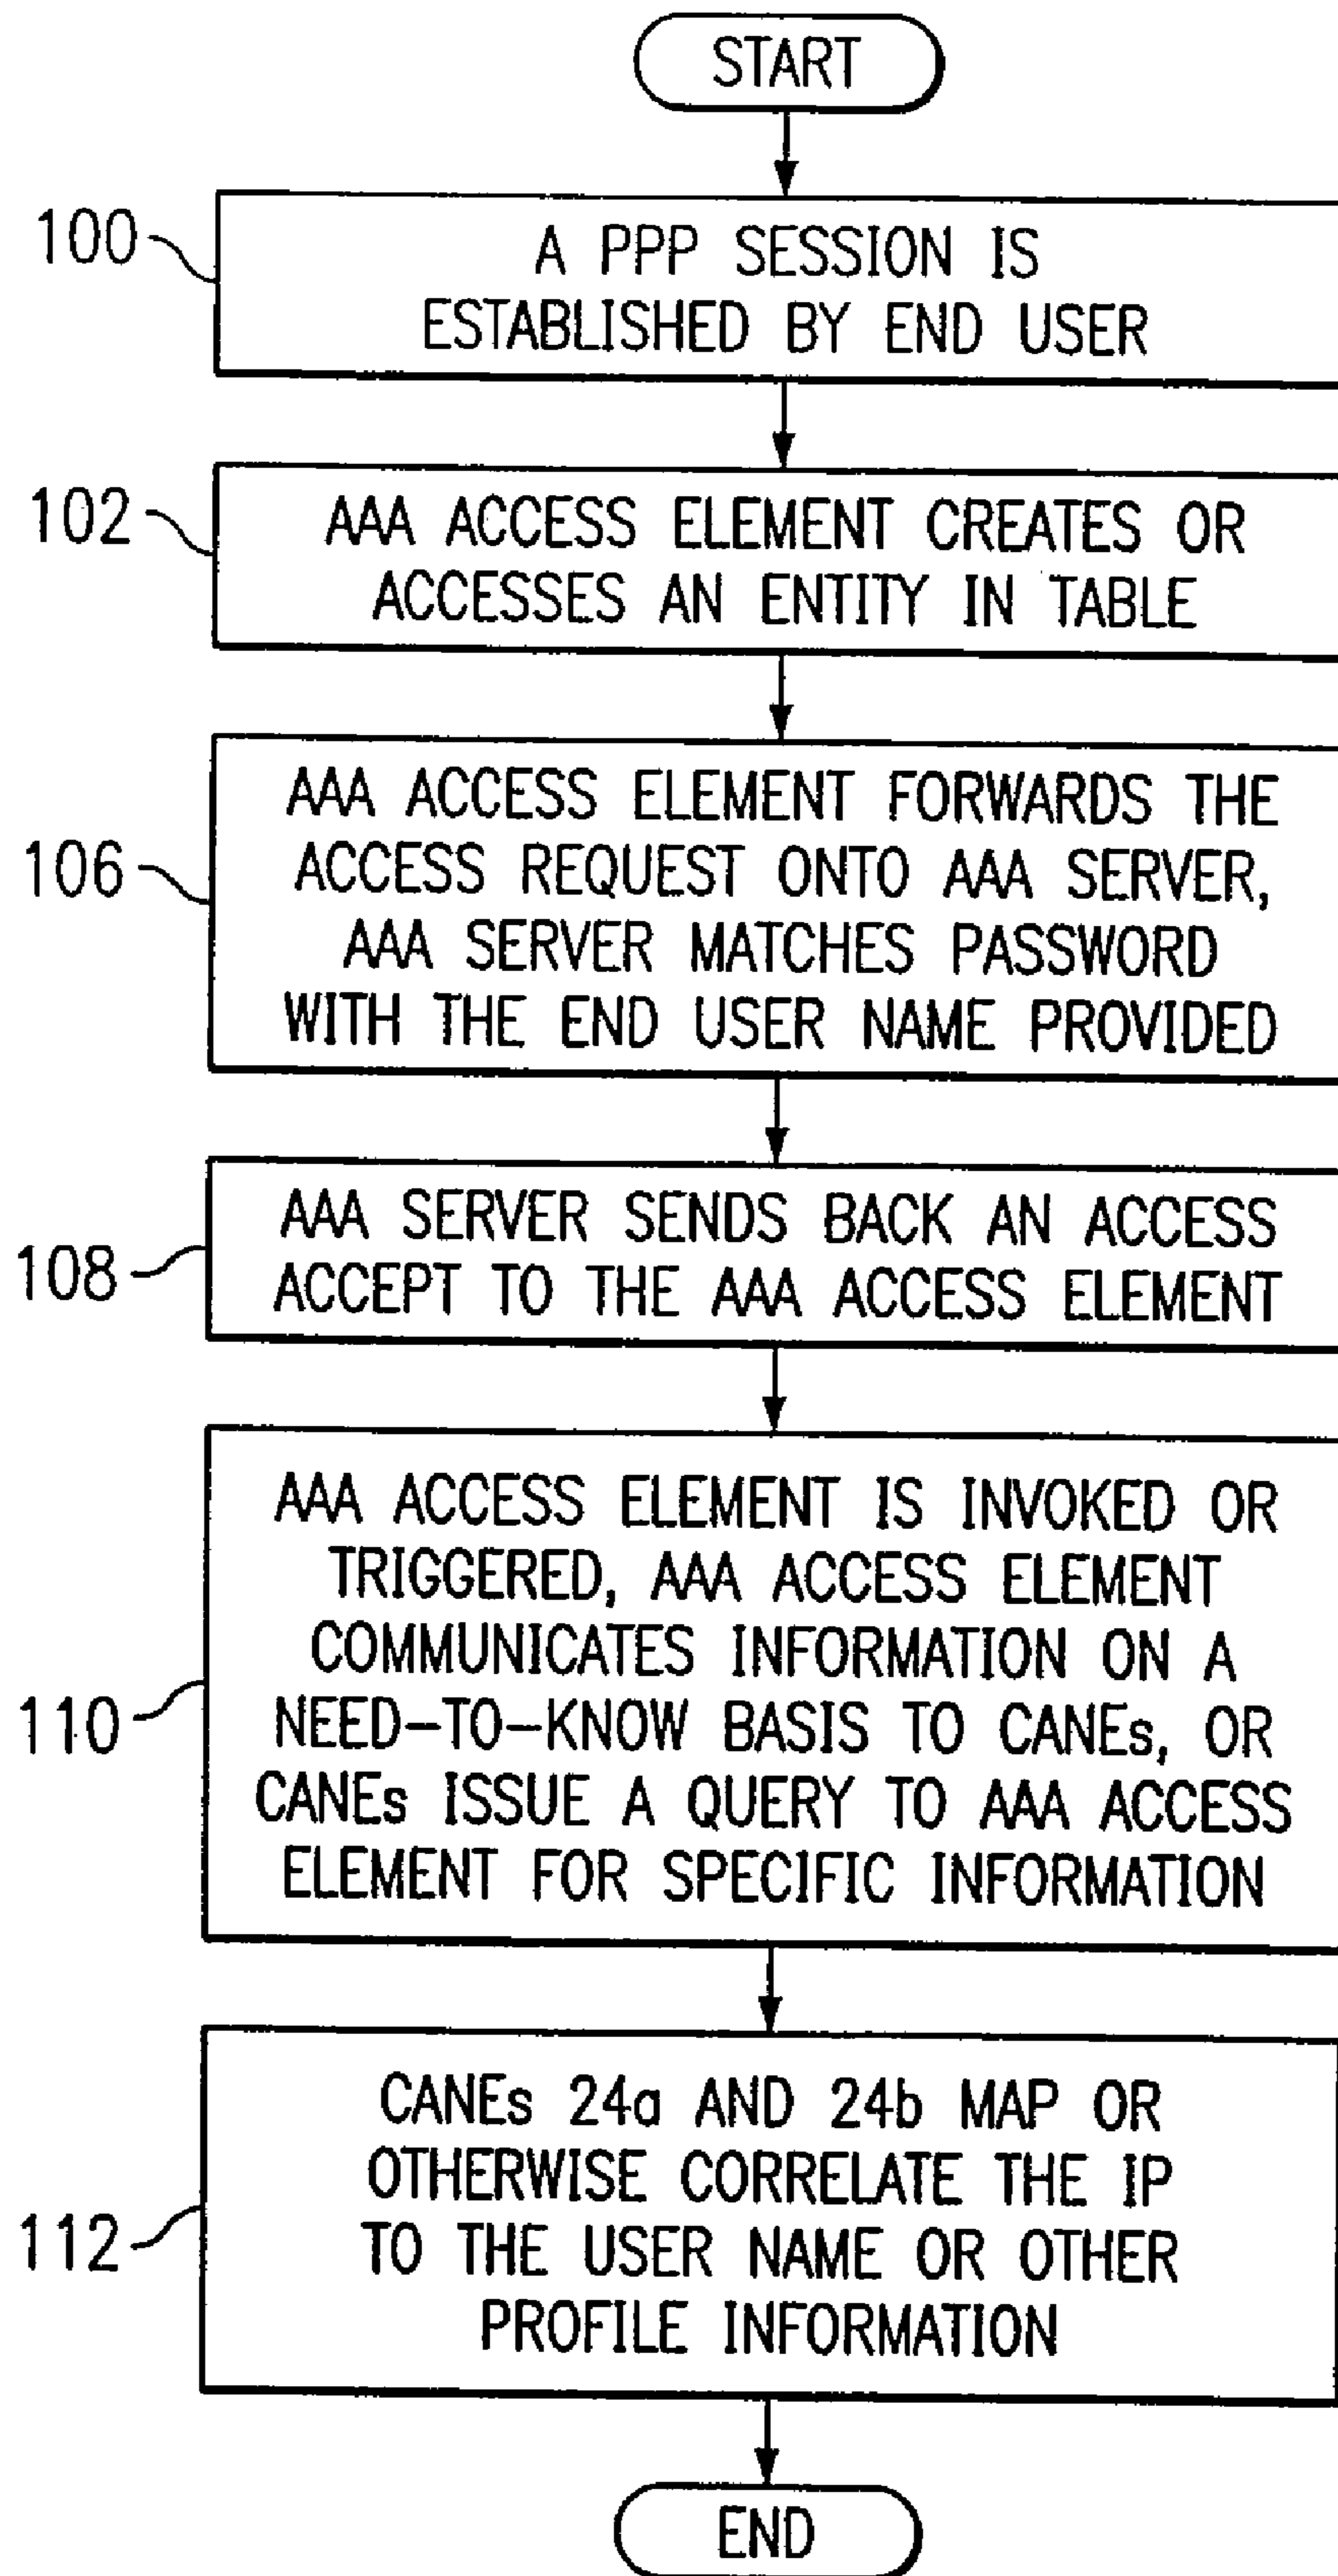 START
100
A PPP SESSION IS
ESTABLISHED BY END USER
102
AAA ACCESS ELEMENT CREATES OR
ACCESSES AN ENTITY IN TABLE
106
AAA ACCESS ELEMENT FORWARDS THE
ACCESS REQUEST ONTO AAA SERVER,
AAA SERVER MATCHES PASSWORD
WITH THE END USER NAME PROVIDED
108
AAA SERVER SENDS BACK AN ACCESS
ACCEPT TO THE AAA ACCESS ELEMENT
110
AAA ACCESS ELEMENT IS INVOKED OR
TRIGGERED, AAA ACCESS ELEMENT
COMMUNICATES INFORMATION ON A
NEED-TO-KNOW BASIS TO CANEs, OR
CANEs ISSUE A QUERY TO AAA ACCESS
ELEMENT FOR SPECIFIC INFORMATION
112
CANEs 24a AND 24b MAP OR
OTHERWISE CORRELATE THE IP
TO THE USER NAME OR OTHER
PROFILE INFORMATION
END